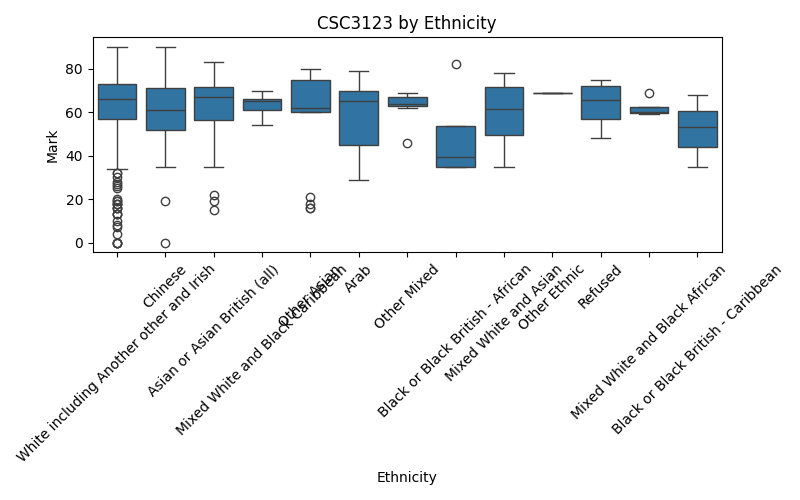 CSC3123 by Ethnicity
Mark
80
60
40
20
0
White including Another other and Irish
Chinese
Asian or Asian British (all)
Mixed White and Black Caribbean
Other Asian
Arab
Other Mixed
Black or Black British - African
Mixed White and Asian
Other Ethnic
Refused
Mixed White and Black African
Black or Black British - Caribbean
Ethnicity